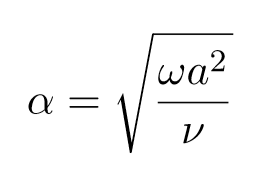 α = √(ωa²/ν)